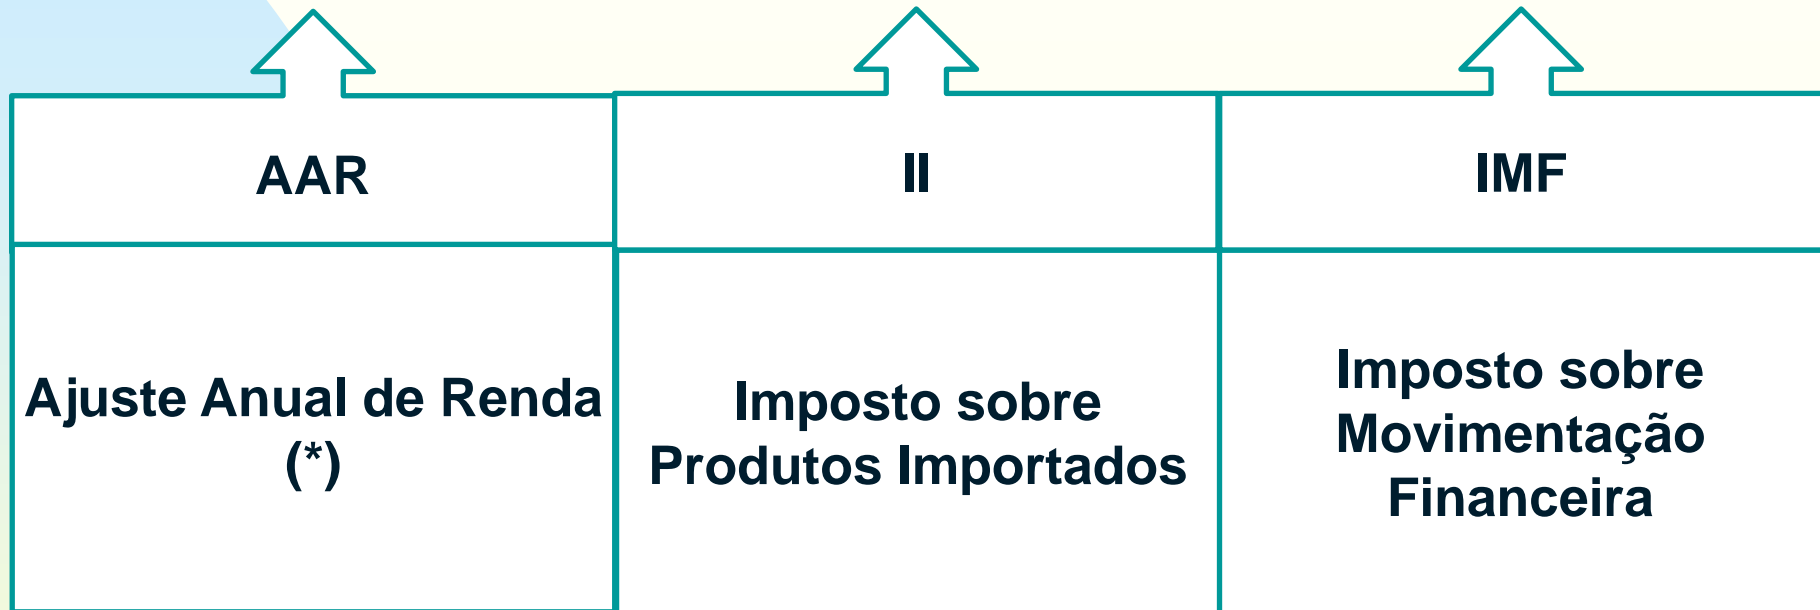 AAR
II
IMF
Ajuste Anual de Renda
(*)
Imposto sobre
Produtos Importados
Imposto sobre
Movimentação
Financeira